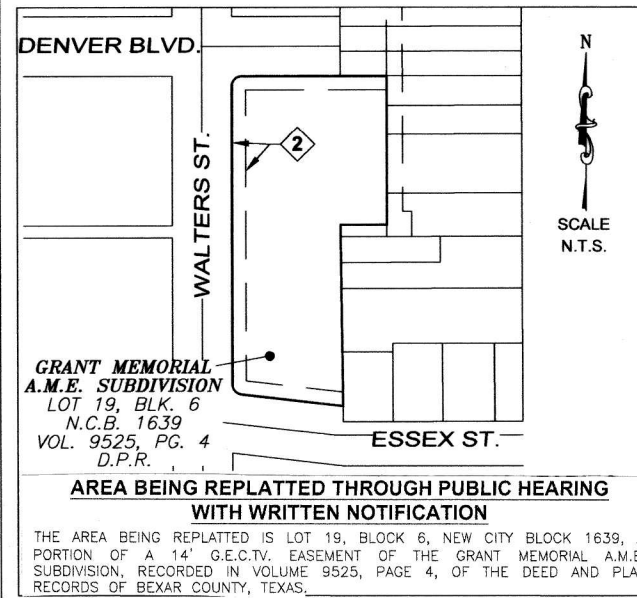 DENVER BLVD.
N
2
WALTERS ST.
SCALE
N.T.S.
GRANT MEMORIAL
A.M.E. SUBDIVISION
LOT 19, BLK. 6
N.C.B. 1639
VOL. 9525, PG. 4
D.P.R.
ESSEX ST.
AREA BEING REPLATTED THROUGH PUBLIC HEARING
WITH WRITTEN NOTIFICATION
THE AREA BEING REPLATTED IS LOT 19, BLOCK 6, NEW CITY BLOCK 1639,
PORTION OF A 14' G.E.C.TV. EASEMENT OF THE GRANT MEMORIAL A.M.E
SUBDIVISION, RECORDED IN VOLUME 9525, PAGE 4, OF THE DEED AND PLA
RECORDS OF BEXAR COUNTY, TEXAS.